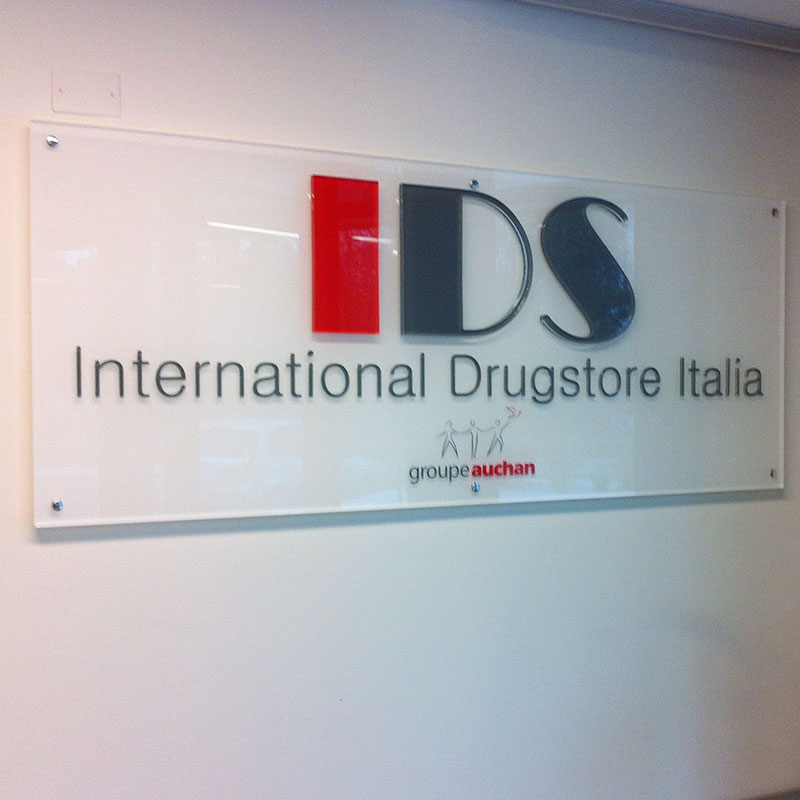 IDS
International Drugstore Italia
groupe auchan